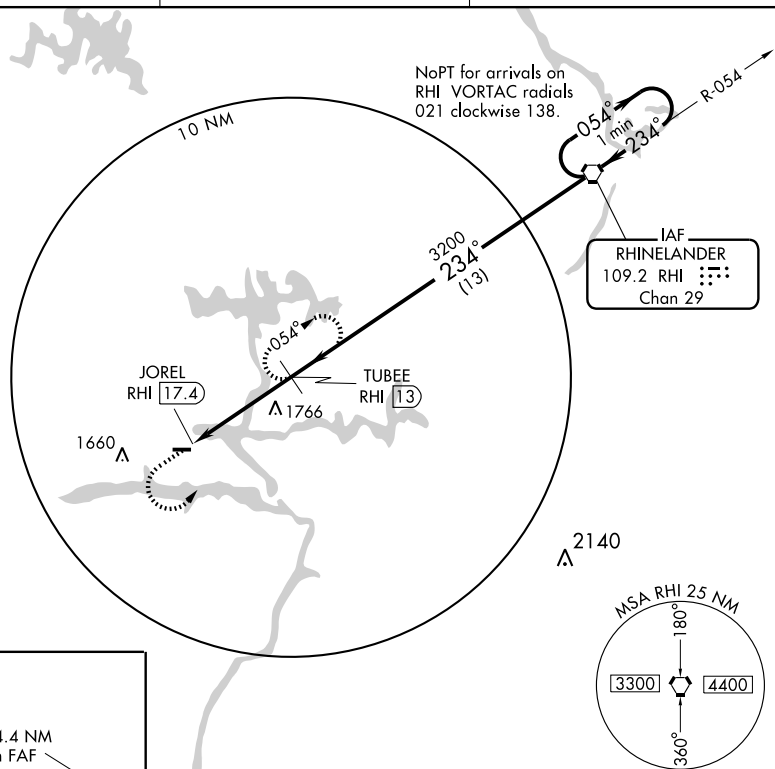 NoPT for arrivals on
RHI VORTAC radials
021 clockwise 138.
10 NM
054°
1 min
234°
R-054
IAF
RHINELANDER
109.2 RHI
Chan 29
3200
234°
(13)
054°
JOREL
RHI 17.4
TUBEE
RHI 13
1766
1660
2140
MSA RHI 25 NM
180°
3300
4400
360°
4.4 NM
FAF